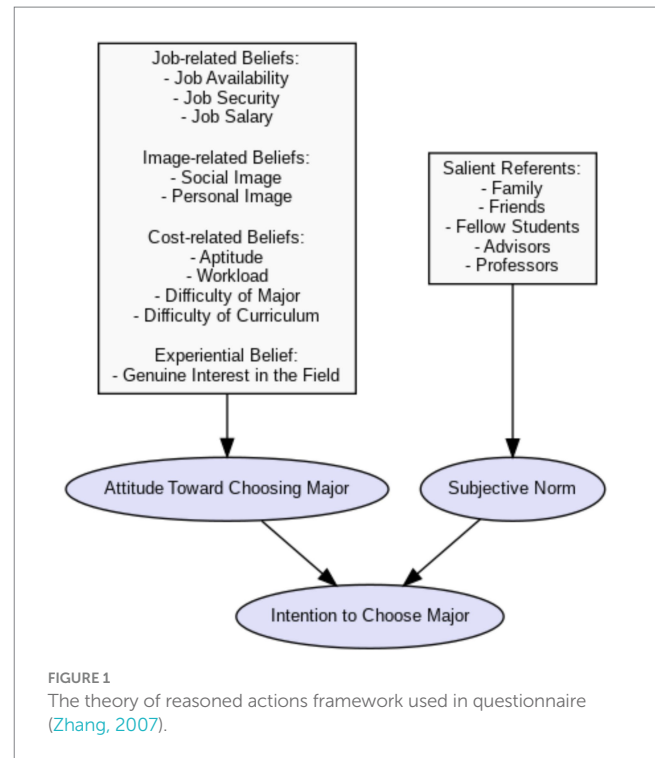 Job-related Beliefs:
- Job Availability
- Job Security
- Job Salary
Image-related Beliefs:
- Social Image
- Personal Image
Cost-related Beliefs:
- Aptitude
- Workload
- Difficulty of Major
- Difficulty of Curriculum
Experiential Belief:
- Genuine Interest in the Field
Salient Referents:
- Family
- Friends
- Fellow Students
- Advisors
- Professors
Attitude Toward Choosing Major
Subjective Norm
Intention to Choose Major
FIGURE 1
The theory of reasoned actions framework used in questionnaire
(Zhang, 2007).